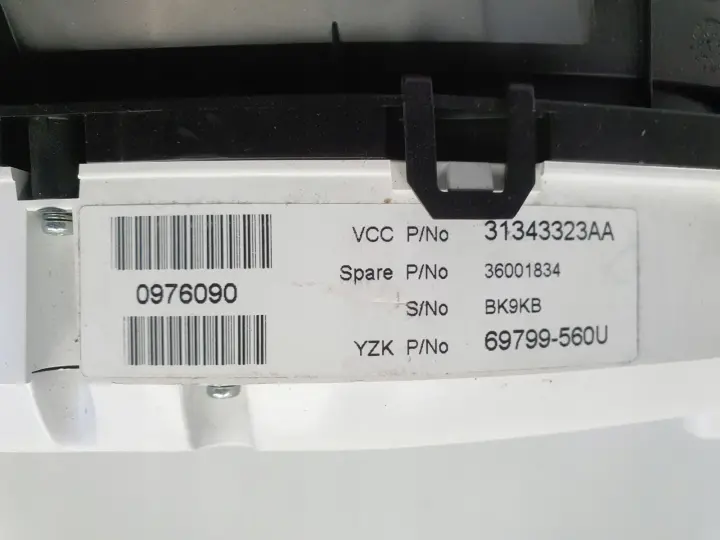 VCC P/No 31343323AA
Spare P/No 36001834
0976090
S/No BK9KB
YZK P/No 69799-560U